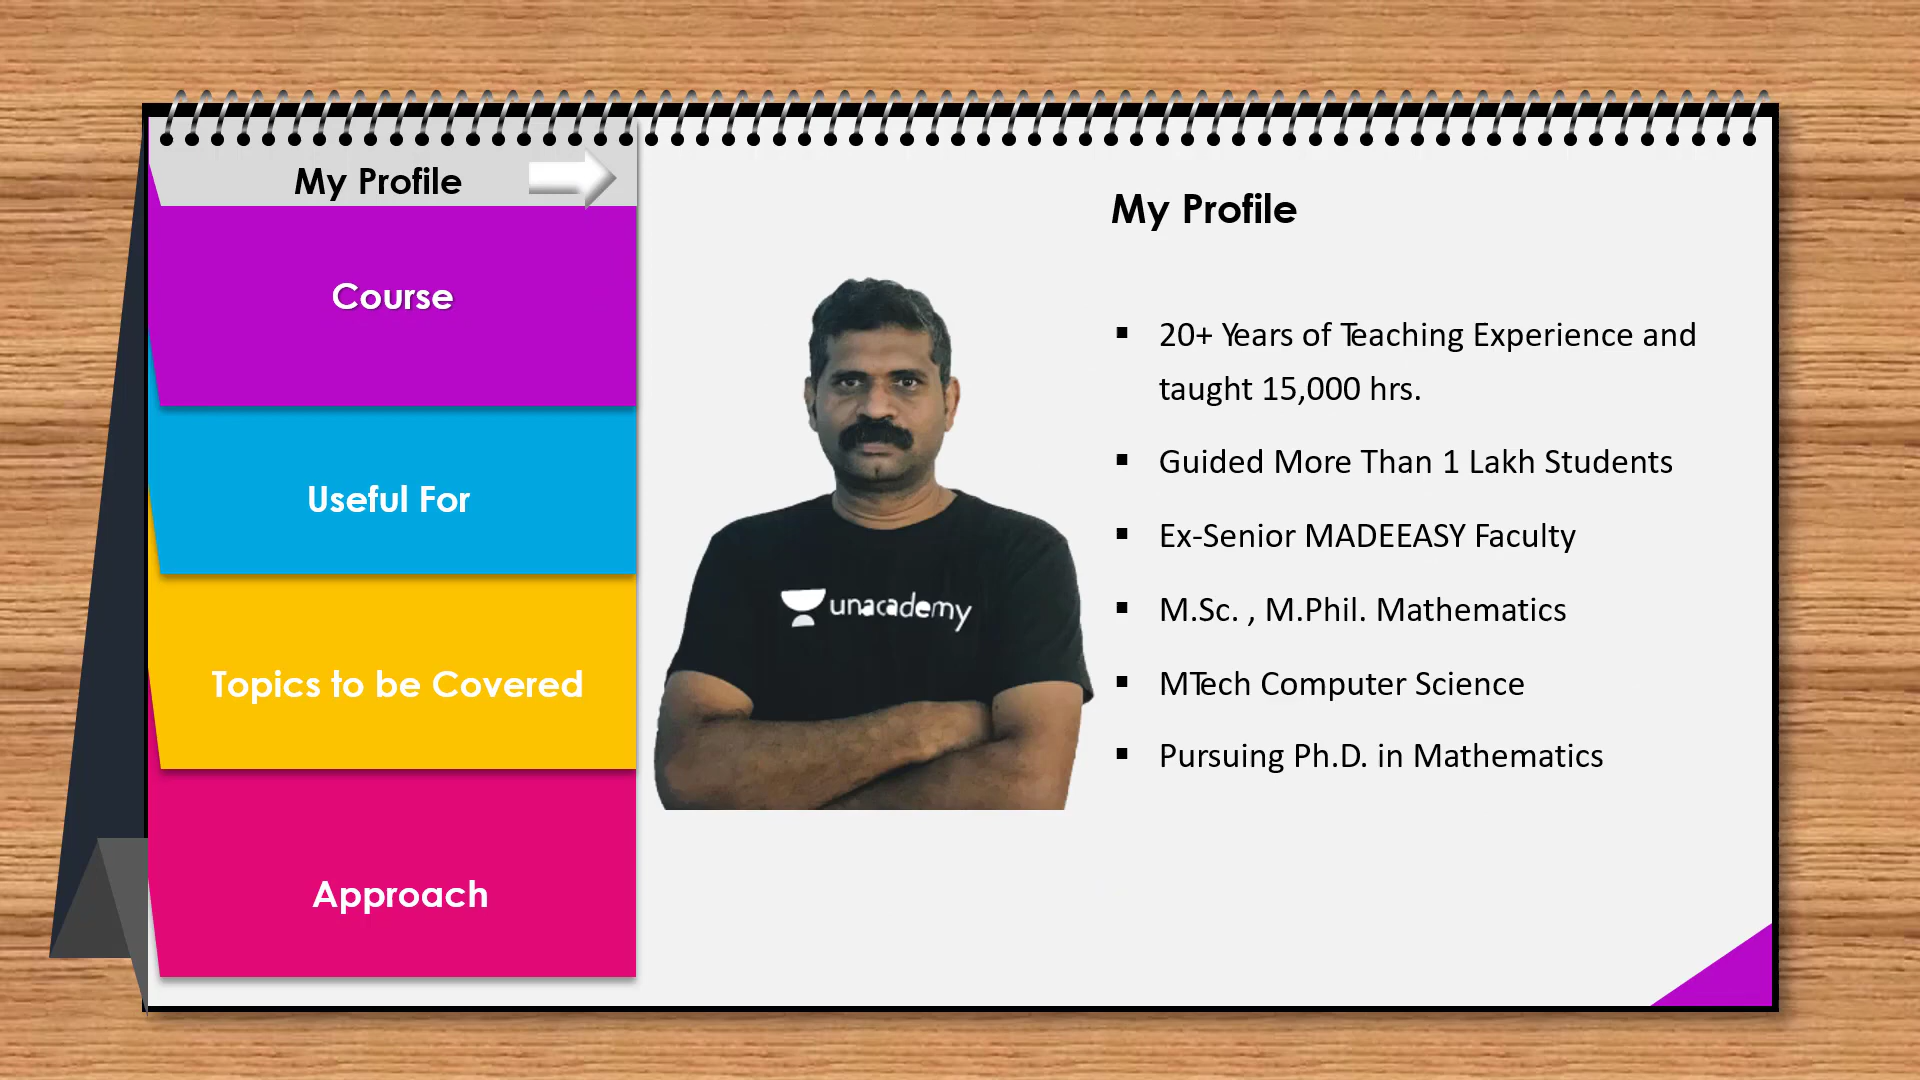 My Profile
Course
Useful For
Topics to be Covered
Approach
My Profile
unacademy
▪ 20+ Years of Teaching Experience and
taught 15,000 hrs.
▪ Guided More Than 1 Lakh Students
▪ Ex-Senior MADEEASY Faculty
▪ M.Sc. , M.Phil. Mathematics
▪ MTech Computer Science
▪ Pursuing Ph.D. in Mathematics